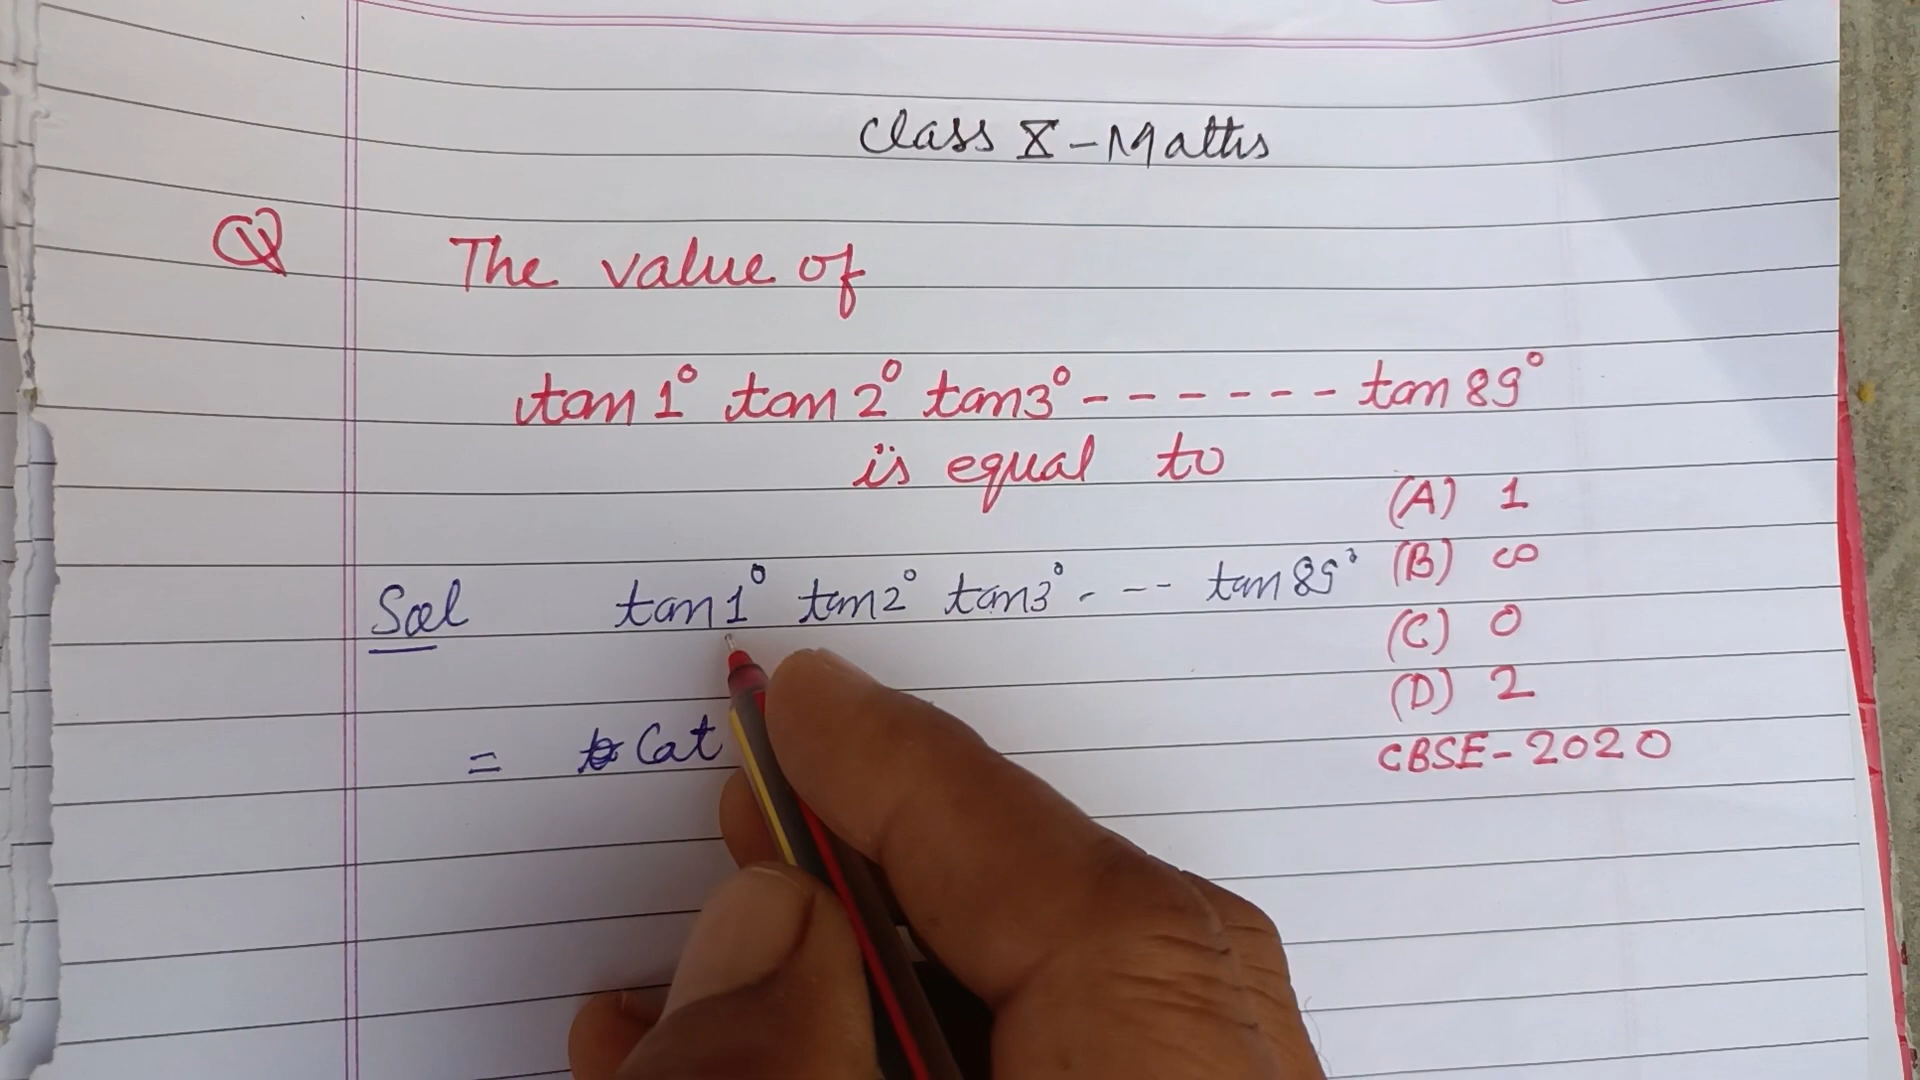 Class X - Maths
Q The value of
tan 1° tan 2° tan 3° - - - - - - - tan 89°
is equal to
(A) 1
(B) ∞
(C) 0
(D) 2
CBSE - 2020
Sol tan 1° tan 2° tan 3° - - - tan 89°
= Cot